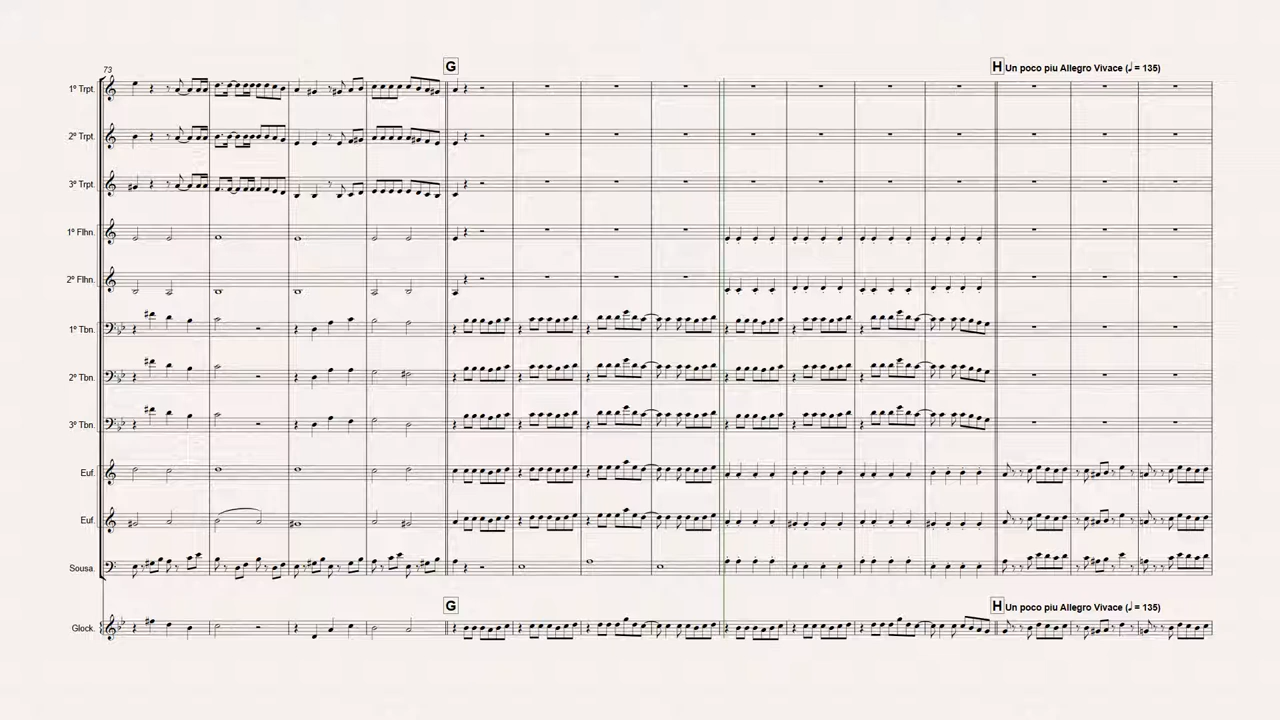 G
H Un poco piu Allegro Vivace (♩ = 135)
73
1º Trpt.
2º Trpt.
3º Trpt.
1º Flhn.
2º Flhn.
1º Tbn.
2º Tbn.
3º Tbn.
Euf.
Euf.
Sousa.
G
H Un poco piu Allegro Vivace (♩ = 135)
Glock.